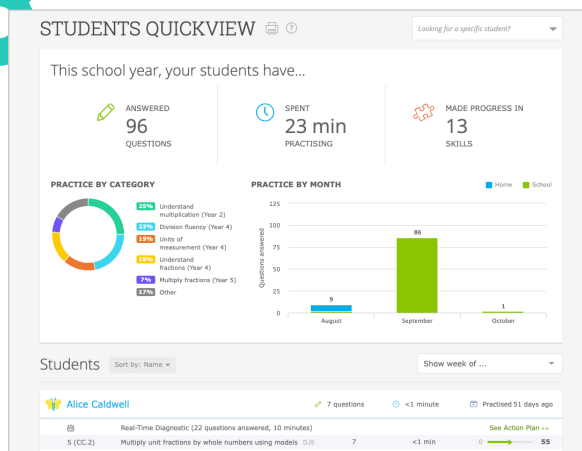 STUDENTS QUICKVIEW ?
Looking for a specific student?
This school year, your students have...
ANSWERED
96
QUESTIONS
SPENT
23 min
PRACTISING
MADE PROGRESS IN
13
SKILLS
PRACTICE BY CATEGORY
25% Understand
multiplication (Year 2)
23% Division fluency (Year 4)
15% Units of
measurement (Year 4)
15% Understand
fractions (Year 4)
7% Multiply fractions (Year 5)
17% Other
PRACTICE BY MONTH
Home School
Questions answered
125
100
75
50
25
0
9
86
1
August September October
Students Sort by: Name
Show week of ...
Alice Caldwell 7 questions <1 minute Practised 51 days ago
Real-Time Diagnostic (22 questions answered, 10 minutes) See Action Plan >>
5 (CC.2) Multiply unit fractions by whole numbers using models DJS 7 <1 min 0 55